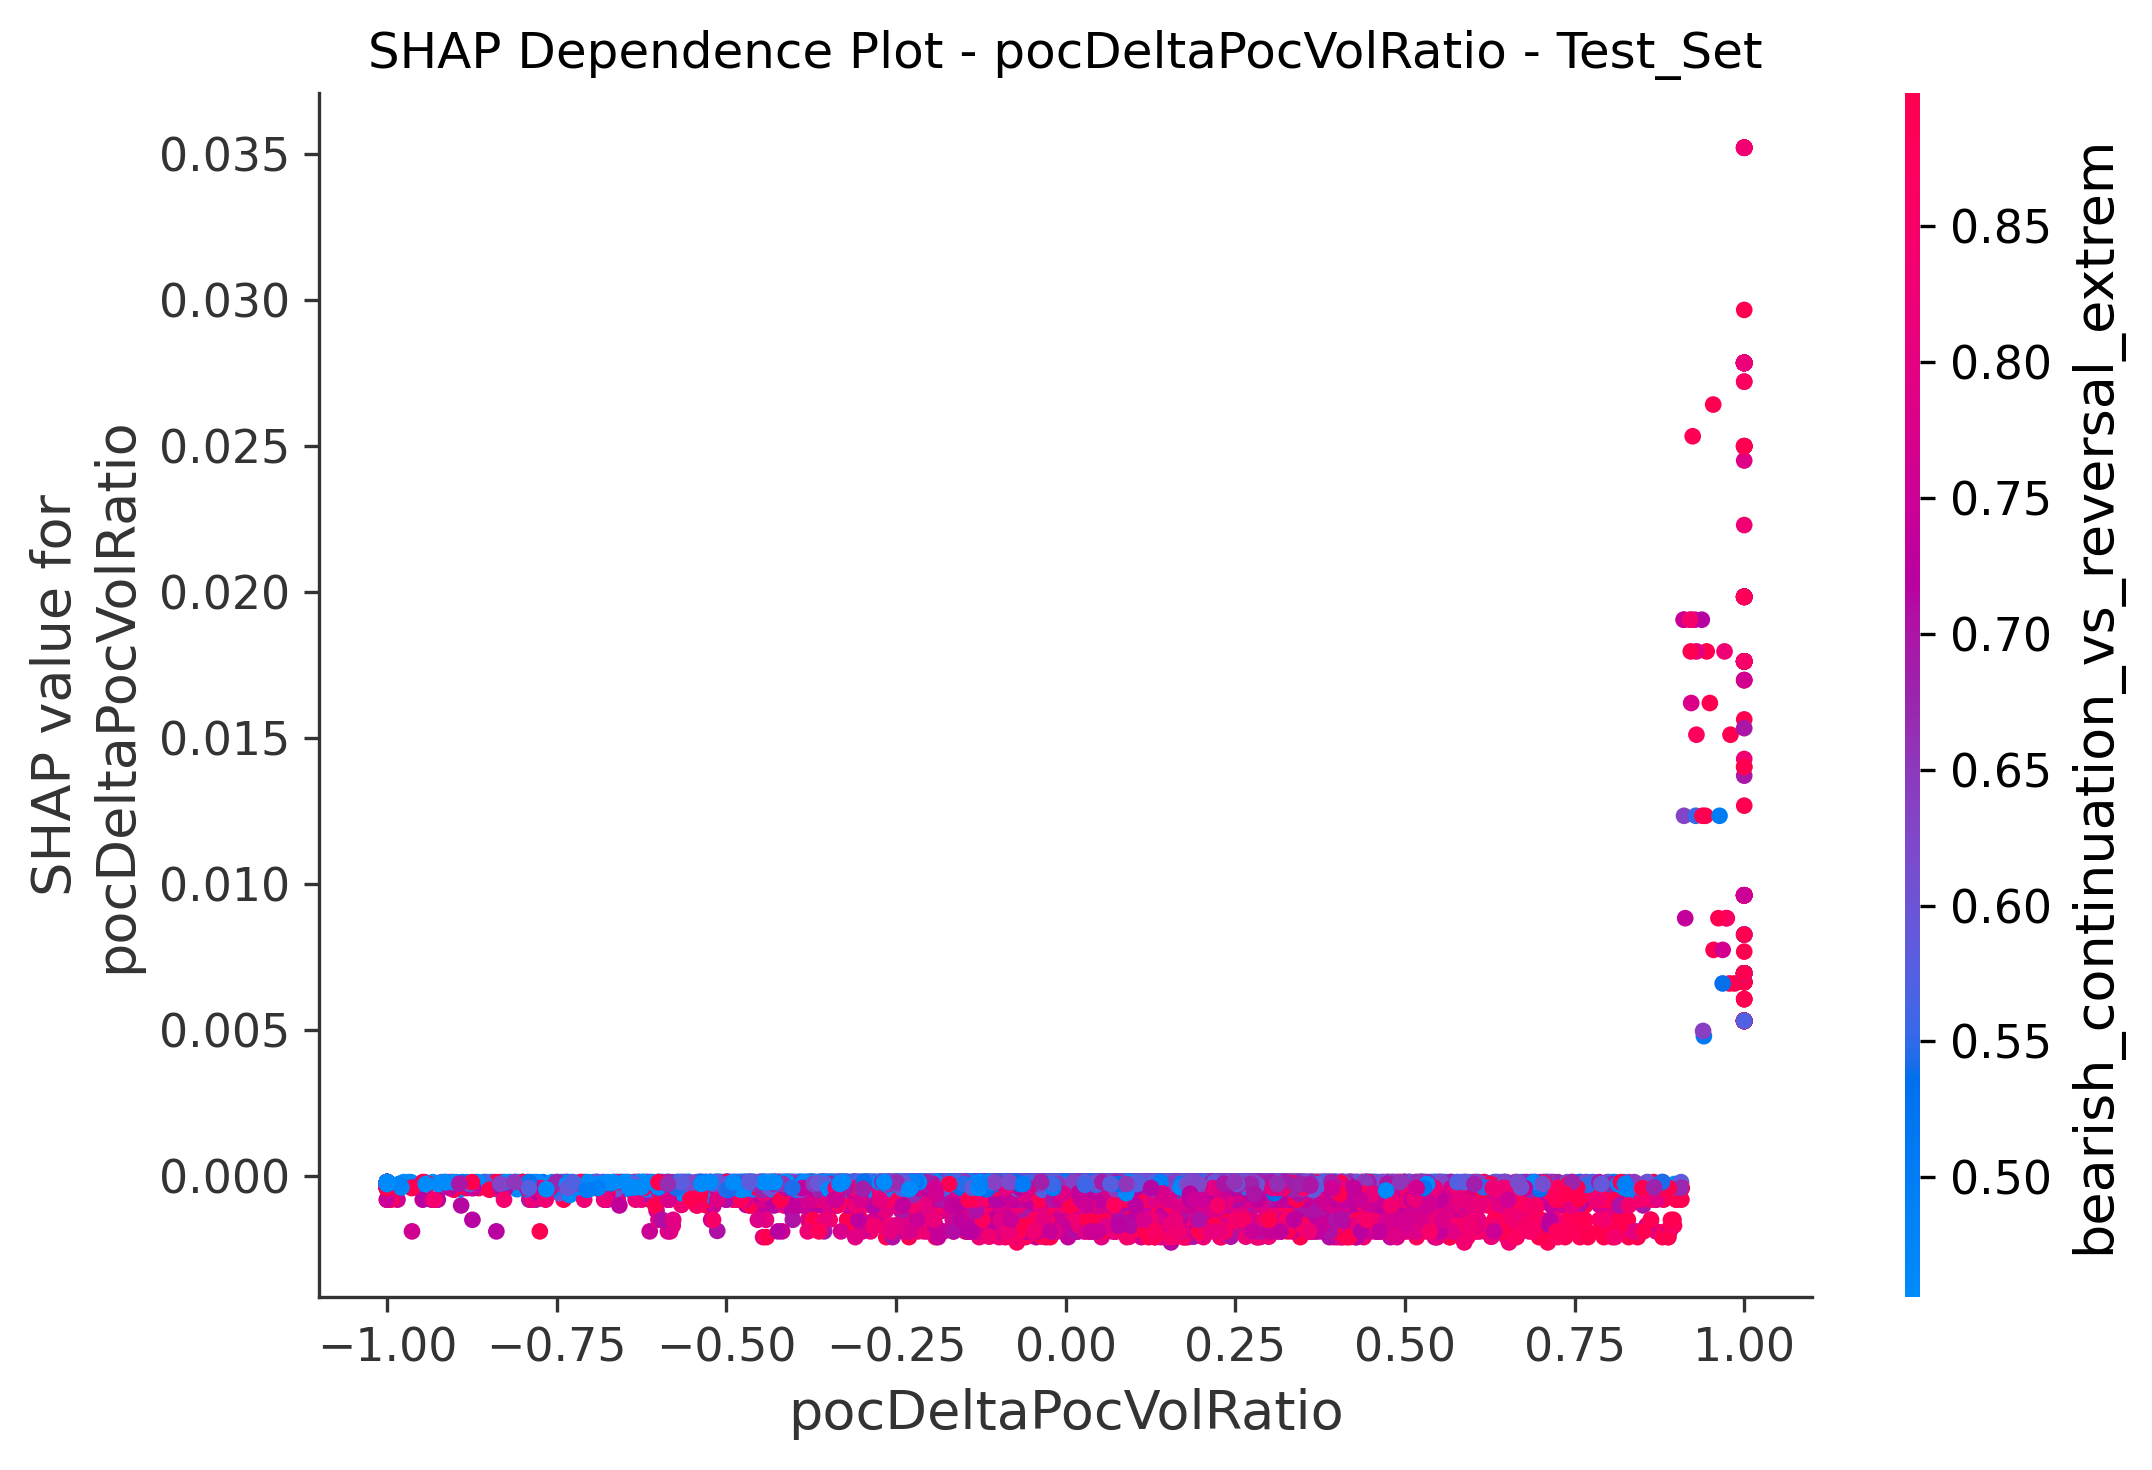 SHAP Dependence Plot - pocDeltaPocVolRatio - Test_Set
SHAP value for
pocDeltaPocVolRatio
0.035
0.030
0.025
0.020
0.015
0.010
0.005
0.000
−1.00 −0.75 −0.50 −0.25 0.00 0.25 0.50 0.75 1.00
pocDeltaPocVolRatio
0.85
0.80
0.75
0.70
0.65
0.60
0.55
0.50
bearish_continuation_vs_reversal_extrem